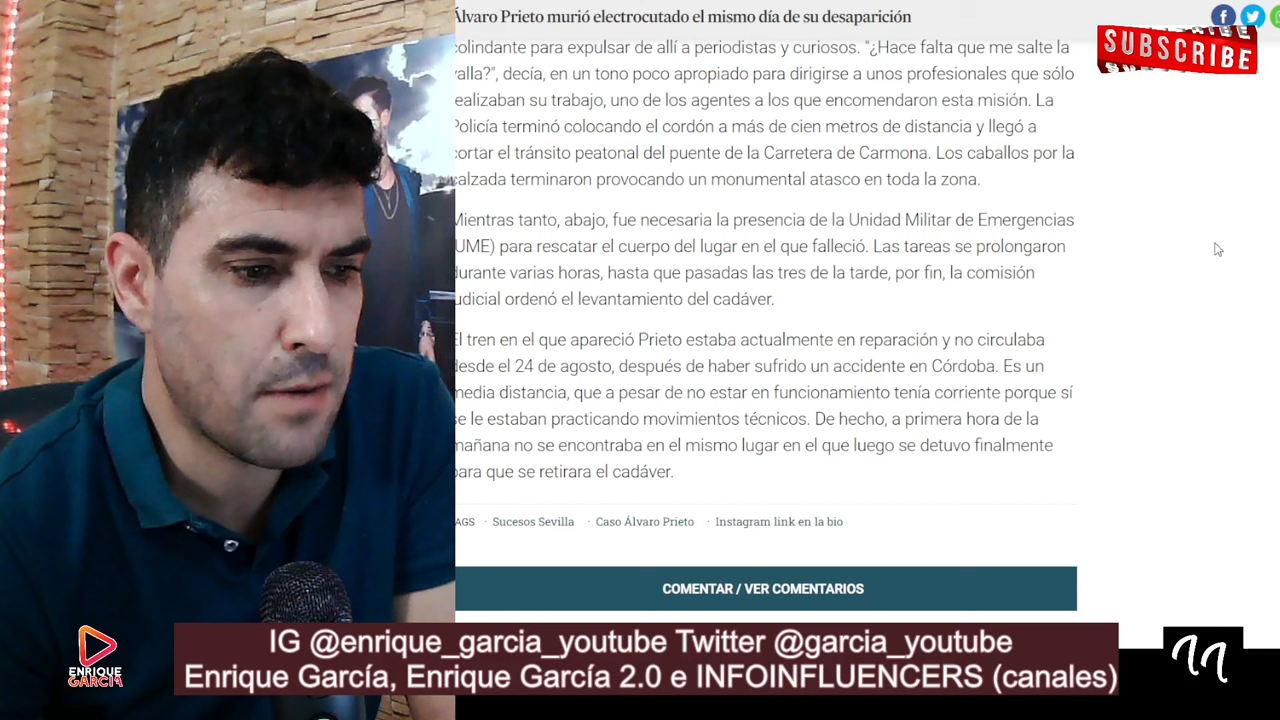 Álvaro Prieto murió electrocutado el mismo día de su desaparición
SUBSCRIBE
colindante para expulsar de allí a periodistas y curiosos. "¿Hace falta que me salte la
valla?", decía, en un tono poco apropiado para dirigirse a unos profesionales que sólo
realizaban su trabajo, uno de los agentes a los que encomendaron esta misión. La
Policía terminó colocando el cordón a más de cien metros de distancia y llegó a
cortar el tránsito peatonal del puente de la Carretera de Carmona. Los caballos por la
calzada terminaron provocando un monumental atasco en toda la zona.
Mientras tanto, abajo, fue necesaria la presencia de la Unidad Militar de Emergencias
(UME) para rescatar el cuerpo del lugar en el que falleció. Las tareas se prolongaron
durante varias horas, hasta que pasadas las tres de la tarde, por fin, la comisión
judicial ordenó el levantamiento del cadáver.
El tren en el que apareció Prieto estaba actualmente en reparación y no circulaba
desde el 24 de agosto, después de haber sufrido un accidente en Córdoba. Es un
media distancia, que a pesar de no estar en funcionamiento tenía corriente porque sí
se le estaban practicando movimientos técnicos. De hecho, a primera hora de la
mañana no se encontraba en el mismo lugar en el que luego se detuvo finalmente
para que se retirara el cadáver.
TAGS · Sucesos Sevilla · Caso Álvaro Prieto · Instagram link en la bio
COMENTAR / VER COMENTARIOS
IG @enrique_garcia_youtube Twitter @garcia_youtube
Enrique García, Enrique García 2.0 e INFOINFLUENCERS (canales)
ENRIQUE
GARCÍA